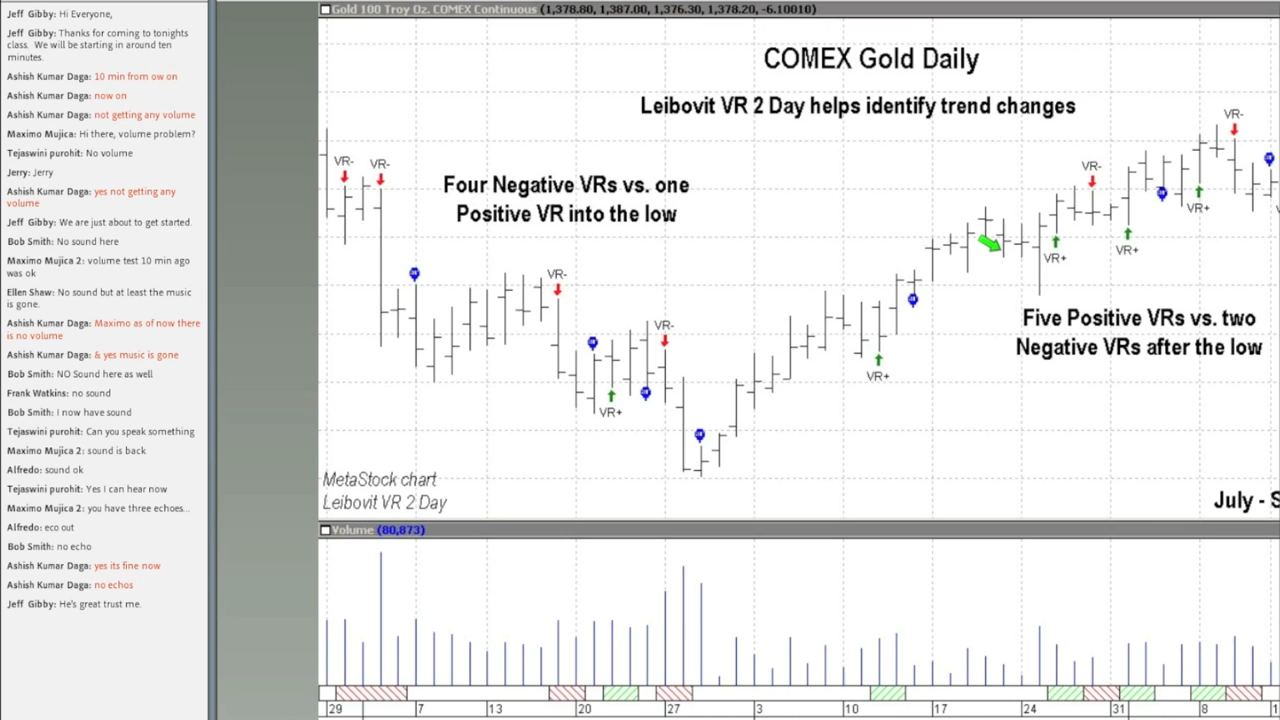 Jeff Gibby: Hi Everyone,
Jeff Gibby: Thanks for coming to tonights
class. We will be starting in around ten
minutes.
Ashish Kumar Daga: 10 min from ow on
Ashish Kumar Daga: now on
Ashish Kumar Daga: not getting any volume
Maximo Mujica: Hi there, volume problem?
Tejaswini purohit: No volume
Jerry: Jerry
Ashish Kumar Daga: yes not getting any
volume
Jeff Gibby: We are just about to get started.
Bob Smith: No sound here
Maximo Mujica 2: volume test 10 min ago
was ok
Ellen Shaw: No sound but at least the music
is gone.
Ashish Kumar Daga: Maximo as of now there
is no volume
Ashish Kumar Daga: & yes music is gone
Bob Smith: NO Sound here as well
Frank Watkins: no sound
Bob Smith: I now have sound
Tejaswini purohit: Can you speak something
Maximo Mujica 2: sound is back
Alfredo: sound ok
Tejaswini purohit: Yes I can hear now
Maximo Mujica 2: you have three echoes...
Alfredo: eco out
Bob Smith: no echo
Ashish Kumar Daga: yes its fine now
Ashish Kumar Daga: no echos
Jeff Gibby: He's great trust me.
Gold 100 Troy Oz. COMEX Continuous (1,378.80, 1,387.00, 1,376.30, 1,378.20, -6.10010)
COMEX Gold Daily
Leibovit VR 2 Day helps identify trend changes
VR-
VR-
VR-
VR-
Four Negative VRs vs. one
Positive VR into the low
VR+
VR+
VR+
VR-
VR-
VR+
VR+
Five Positive VRs vs. two
Negative VRs after the low
MetaStock chart
Leibovit VR 2 Day
July - S
Volume (80,873)
29 7 13 20 27 3 10 17 24 31 8 1